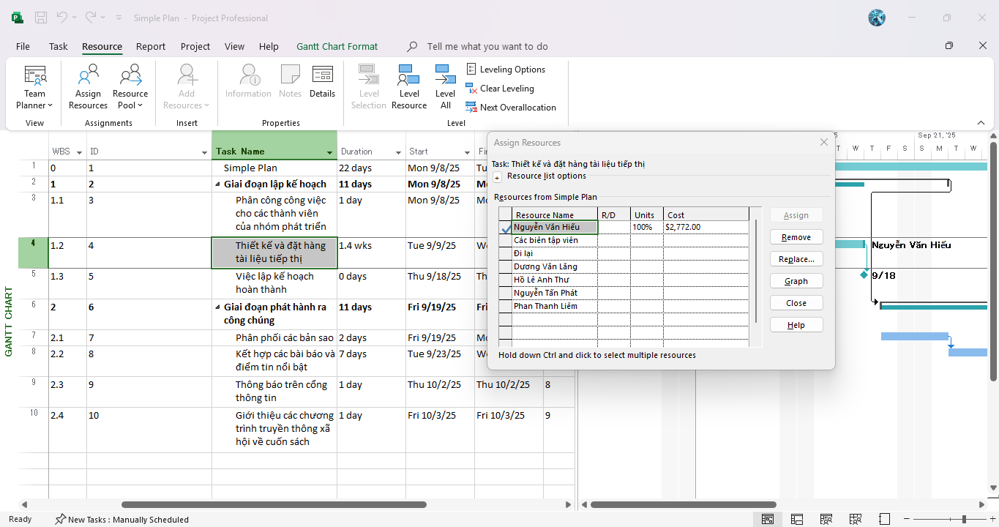 Simple Plan - Project Professional
File Task Resource Report Project View Help Gantt Chart Format Tell me what you want to do
Team Planner
Assign Resources
Resource Pool
Add Resources
Information
Notes
Details
Level Selection
Level Resource
Level All
Leveling Options
Clear Leveling
Next Overallocation
View Assignments Insert Properties Level
WBS ID Task Name Duration Start
1 0 1 Simple Plan 22 days Mon 9/8/25
2 1 2 Giai đoạn lập kế hoạch 11 days Mon 9/8/25
3 1.1 3 Phân công công việc 1 day Mon 9/8/25
cho các thành viên
của nhóm phát triển
4 1.2 4 Thiết kế và đặt hàng 1.4 wks Tue 9/9/25
tài liệu tiếp thị
5 1.3 5 Việc lập kế hoạch 0 days Thu 9/18/25
hoàn thành
6 2 6 Giai đoạn phát hành ra 11 days Fri 9/19/25
công chúng
7 2.1 7 Phân phối các bản sao 2 days Fri 9/19/25
8 2.2 8 Kết hợp các bài báo và 7 days Tue 9/23/25
điểm tin nổi bật
9 2.3 9 Thông báo trên cổng 1 day Thu 10/2/25 Thu 10/2/25 8
thông tin
10 2.4 10 Giới thiệu các chương 1 day Fri 10/3/25 Fri 10/3/25 9
trình truyền thông xã
hội về cuốn sách
GANTT CHART
Assign Resources
Task: Thiết kế và đặt hàng tài liệu tiếp thị
+ Resource list options
Resources from Simple Plan
Resource Name R/D Units Cost
Nguyễn Văn Hiếu 100% $2,772.00
Các biên tập viên
Đi lại
Dương Văn Lăng
Hồ Lê Anh Thư
Nguyễn Tấn Phát
Phan Thanh Liêm
Assign
Remove
Replace...
Graph
Close
Help
Hold down Ctrl and click to select multiple resources
Sep 21, '25
T W T F S S M T W
Nguyễn Văn Hiếu
9/18
Ready New Tasks : Manually Scheduled